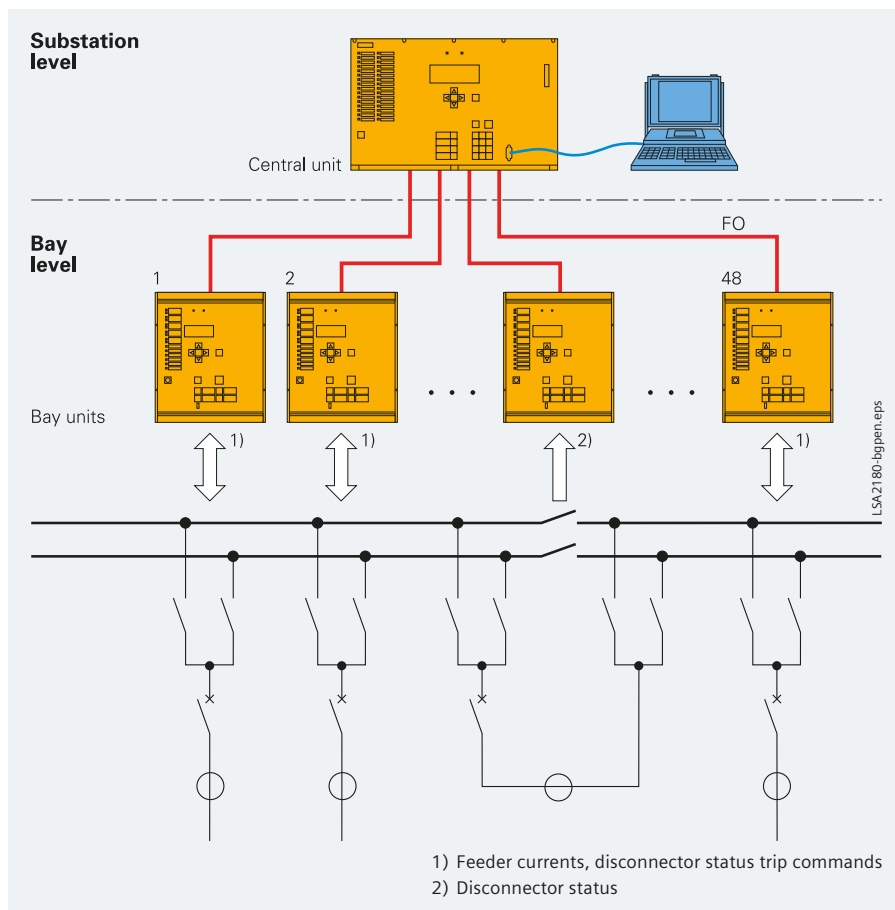 Substation
level
Central unit
FO
Bay
level
1
2
48
Bay units
1)
1)
2)
1)
LSA2180-bgpen.eps
1) Feeder currents, disconnector status trip commands
2) Disconnector status